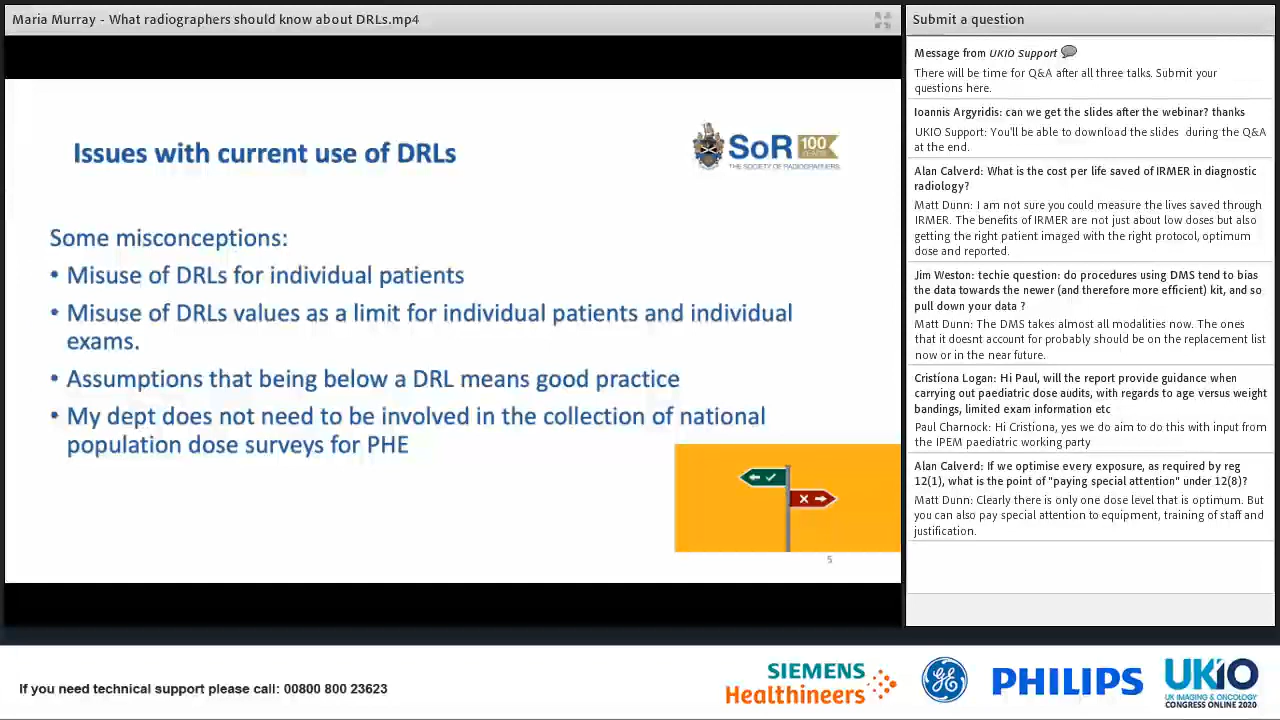 Maria Murray - What radiographers should know about DRLs.mp4
Issues with current use of DRLs
SoR 100 YEARS
THE SOCIETY OF RADIOGRAPHERS
Some misconceptions:
• Misuse of DRLs for individual patients
• Misuse of DRLs values as a limit for individual patients and individual
exams.
• Assumptions that being below a DRL means good practice
• My dept does not need to be involved in the collection of national
population dose surveys for PHE
5
Submit a question
Message from UKIO Support
There will be time for Q&A after all three talks. Submit your
questions here.
Ioannis Argyridis: can we get the slides after the webinar? thanks
UKIO Support: You'll be able to download the slides during the Q&A
at the end.
Alan Calverd: What is the cost per life saved of IRMER in diagnostic
radiology?
Matt Dunn: I am not sure you could measure the lives saved through
IRMER. The benefits of IRMER are not just about low doses but also
getting the right patient imaged with the right protocol, optimum
dose and reported.
Jim Weston: techie question: do procedures using DMS tend to bias
the data towards the newer (and therefore more efficient) kit, and so
pull down your data ?
Matt Dunn: The DMS takes almost all modalities now. The ones
that it doesnt account for probably should be on the replacement list
now or in the near future.
Cristíona Logan: Hi Paul, will the report provide guidance when
carrying out paediatric dose audits, with regards to age versus weight
bandings, limited exam information etc
Paul Charnock: Hi Cristiona, yes we do aim to do this with input from
the IPEM paediatric working party
Alan Calverd: If we optimise every exposure, as required by reg
12(1), what is the point of "paying special attention" under 12(8)?
Matt Dunn: Clearly there is only one dose level that is optimum. But
you can also pay special attention to equipment, training of staff and
justification.
If you need technical support please call: 00800 800 23623
SIEMENS
Healthineers
GE
PHILIPS
UKIO
UK IMAGING & ONCOLOGY
CONGRESS ONLINE 2020